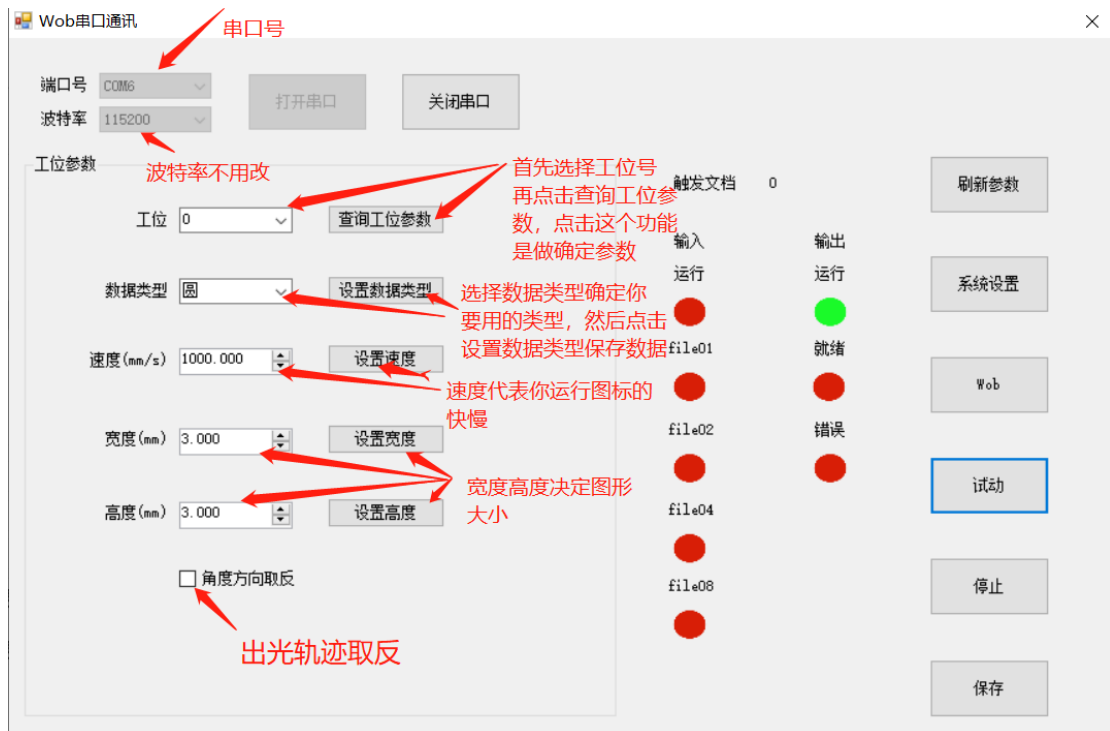 Wob串口通讯
串口号
端口号 COM6
打开串口
关闭串口
波特率 115200
波特率不用改
工位参数
首先选择工位号
再点击查询工位参
数，点击这个功能
是做确定参数
工位 0
查询工位参数
数据类型 圆
设置数据类型
选择数据类型确定你
要用的类型，然后点击
设置数据类型保存数据
速度(mm/s) 1000.000
设置速度
速度代表你运行图标的
快慢
宽度(mm) 3.000
设置宽度
宽度高度决定图形
大小
高度(mm) 3.000
设置高度
角度方向取反
出光轨迹取反
触发文档 0
输入
输出
运行
运行
file01
就绪
file02
错误
file04
file08
刷新参数
系统设置
Wob
试动
停止
保存